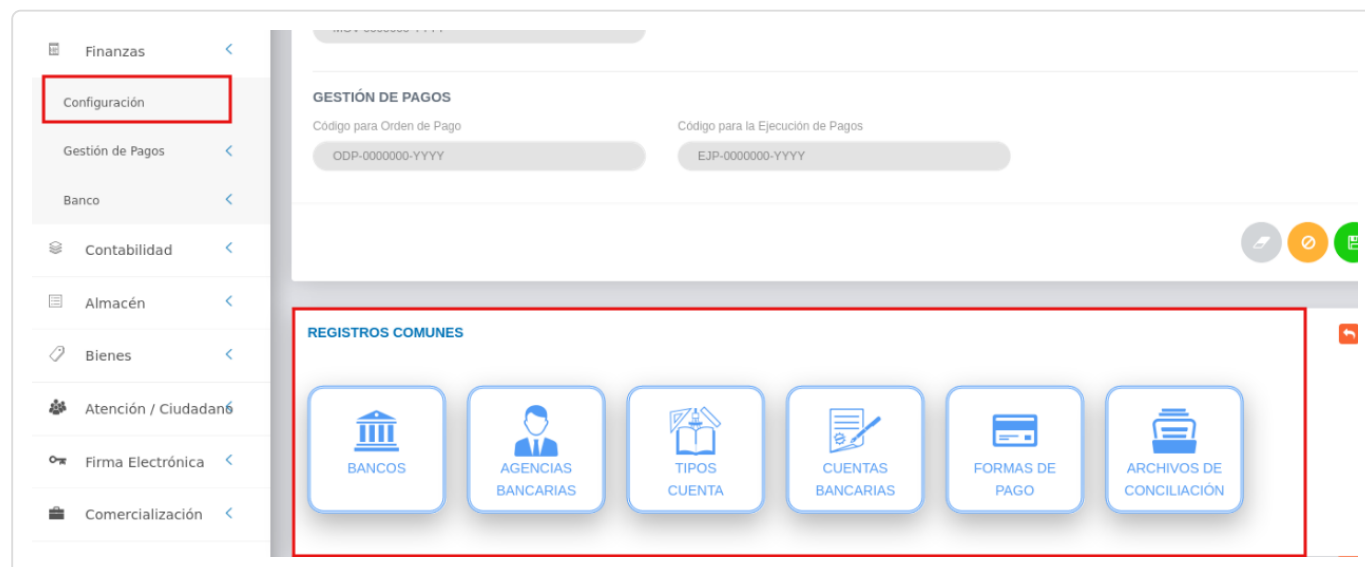 Finanzas
Configuración
Gestión de Pagos
Banco
Contabilidad
Almacén
Bienes
Atención / Ciudadano
Firma Electrónica
Comercialización
GESTIÓN DE PAGOS
Código para Orden de Pago
Código para la Ejecución de Pagos
ODP-0000000-YYYY
EJP-0000000-YYYY
REGISTROS COMUNES
BANCOS
AGENCIAS
BANCARIAS
TIPOS
CUENTA
CUENTAS
BANCARIAS
FORMAS DE
PAGO
ARCHIVOS DE
CONCILIACIÓN